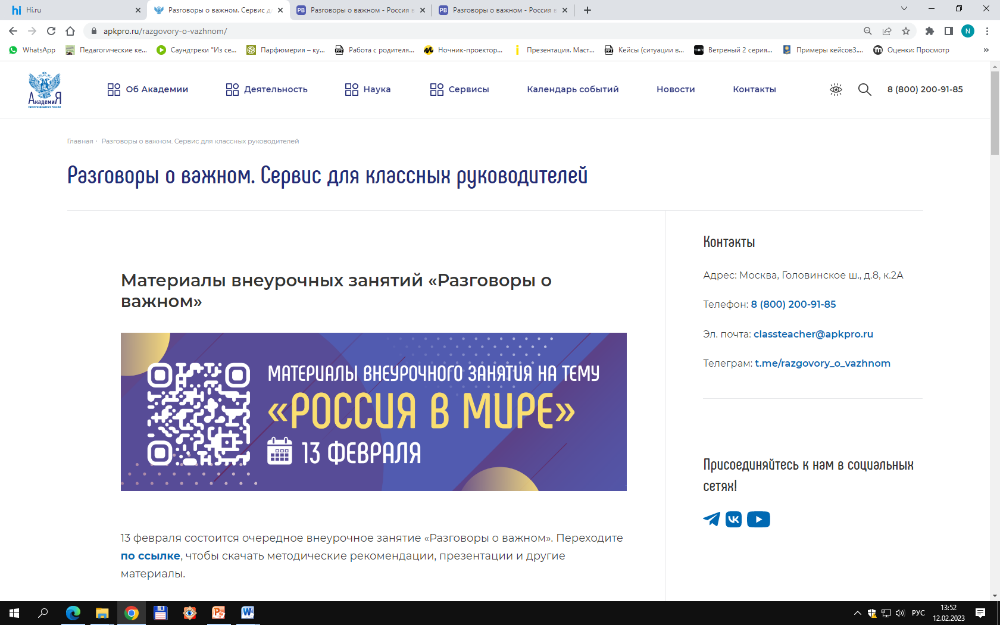 Hi.ru
Разговоры о важном. Сервис дл
Разговоры о важном - Россия в
Разговоры о важном - Россия в
apkpro.ru/razgovory-o-vazhnom/
N
WhatsApp
Педагогические ке...
Саундтреки "Из се...
Парфюмерия – ку...
Работа с родителя...
Ночник-проектор...
Презентация. Маст...
Кейсы (ситуации в...
Ветреный 2 серия...
Примеры кейсов3....
Оценки: Просмотр
»
АкадемиЯ
МИНПРОСВЕЩЕНИЯ РОССИИ
Об Академии
Деятельность
Наука
Сервисы
Календарь событий
Новости
Контакты
8 (800) 200-91-85
Главная · Разговоры о важном. Сервис для классных руководителей
Разговоры о важном. Сервис для классных руководителей
Материалы внеурочных занятий «Разговоры о
важном»
МАТЕРИАЛЫ ВНЕУРОЧНОГО ЗАНЯТИЯ НА ТЕМУ
«РОССИЯ В МИРЕ»
13 ФЕВРАЛЯ
13 февраля состоится очередное внеурочное занятие «Разговоры о важном». Переходите
по ссылке, чтобы скачать методические рекомендации, презентации и другие
материалы.
Контакты
Адрес: Москва, Головинское ш., д.8, к.2А
Телефон: 8 (800) 200-91-85
Эл. почта: classteacher@apkpro.ru
Телеграм: t.me/razgovory_o_vazhnom
Присоединяйтесь к нам в социальных
сетях!
РУС
13:52
12.02.2023